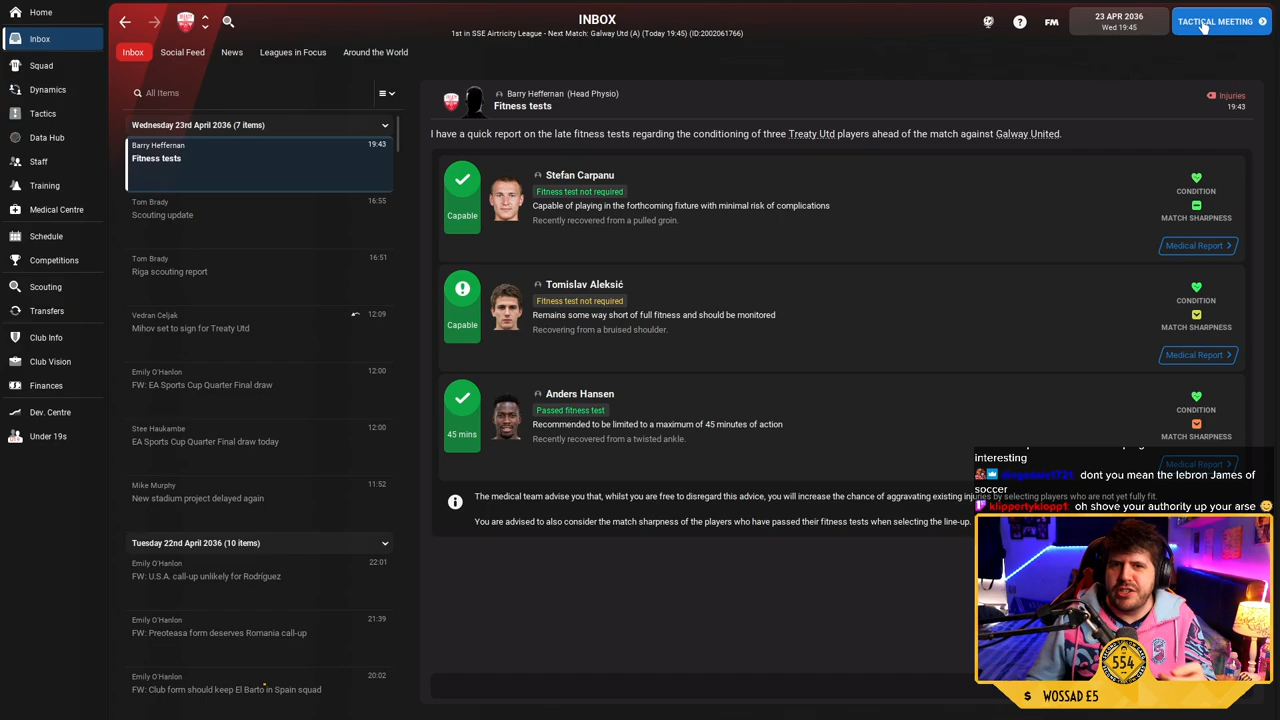 Home
Inbox
Squad
Dynamics
Tactics
Data Hub
Staff
Training
Medical Centre
Schedule
Competitions
Scouting
Transfers
Club Info
Club Vision
Finances
Dev. Centre
Under 19s
INBOX
1st in SSE Airtricity League - Next Match: Galway Utd (A) (Today 19:45) (ID:2002061766)
FM
23 APR 2036
Wed 19:45
TACTICAL MEETING
Inbox
Social Feed
News
Leagues in Focus
Around the World
All Items
Wednesday 23rd April 2036 (7 items)
Barry Heffernan 19:43
Fitness tests
Tom Brady 16:55
Scouting update
Tom Brady 16:51
Riga scouting report
Vedran Celjak 12:09
Mihov set to sign for Treaty Utd
Emily O'Hanlon 12:00
FW: EA Sports Cup Quarter Final draw
Stee Haukambe 12:00
EA Sports Cup Quarter Final draw today
Mike Murphy 11:52
New stadium project delayed again
Tuesday 22nd April 2036 (10 items)
Emily O'Hanlon 22:01
FW: U.S.A. call-up unlikely for Rodríguez
Emily O'Hanlon 21:39
FW: Preoteasa form deserves Romania call-up
Emily O'Hanlon 20:02
FW: Club form should keep El Barto in Spain squad
Barry Heffernan (Head Physio)
Fitness tests
Injuries
19:43
I have a quick report on the late fitness tests regarding the conditioning of three Treaty Utd players ahead of the match against Galway United.
Capable
Stefan Carpanu
Fitness test not required
Capable of playing in the forthcoming fixture with minimal risk of complications
Recently recovered from a pulled groin.
CONDITION
MATCH SHARPNESS
Medical Report
Capable
Tomislav Aleksić
Fitness test not required
Remains some way short of full fitness and should be monitored
Recovering from a bruised shoulder.
CONDITION
MATCH SHARPNESS
Medical Report
45 mins
Anders Hansen
Passed fitness test
Recommended to be limited to a maximum of 45 minutes of action
Recently recovered from a twisted ankle.
CONDITION
MATCH SHARPNESS
Medical Report
The medical team advise you that, whilst you are free to disregard this advice, you will increase the chance of aggravating existing injuries by selecting players who are not yet fully fit.
You are advised to also consider the match sharpness of the players who have passed their fitness tests when selecting the line-up.
interesting
dont you mean the lebron James of
soccer
klippertyklopp1 oh shove your authority up your arse
554
$ WOSSAD £5